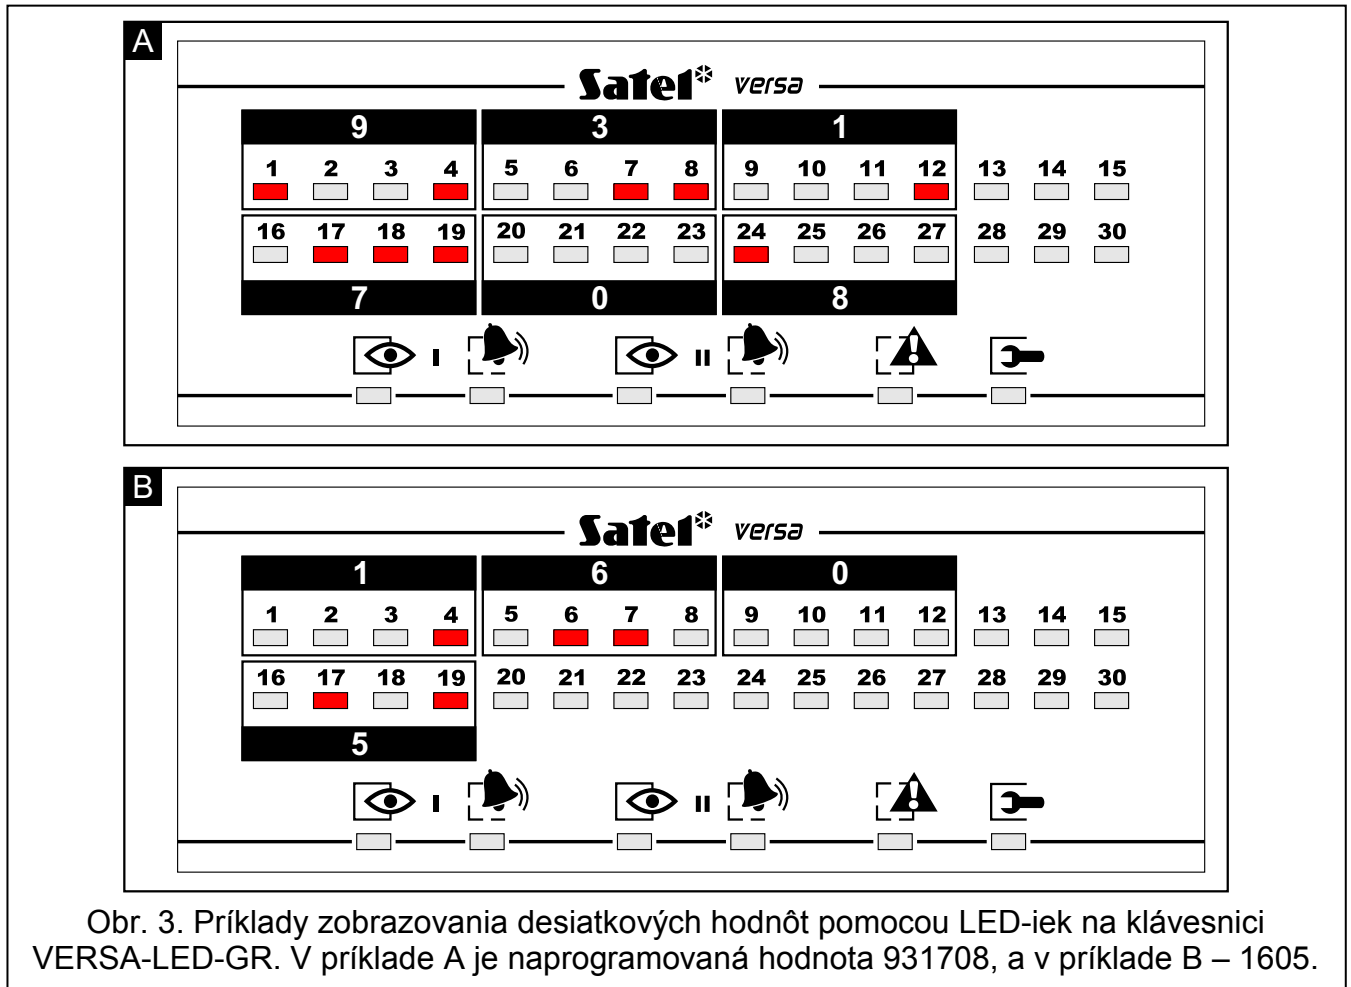 A
Satel versa
9 3 1
1 2 3 4 5 6 7 8 9 10 11 12 13 14 15
16 17 18 19 20 21 22 23 24 25 26 27 28 29 30
7 0 8
I II
B
Satel versa
1 6 0
1 2 3 4 5 6 7 8 9 10 11 12 13 14 15
16 17 18 19 20 21 22 23 24 25 26 27 28 29 30
5
I II
Obr. 3. Príklady zobrazovania desiatkových hodnôt pomocou LED-iek na klávesnici
VERSA-LED-GR. V príklade A je naprogramovaná hodnota 931708, a v príklade B – 1605.